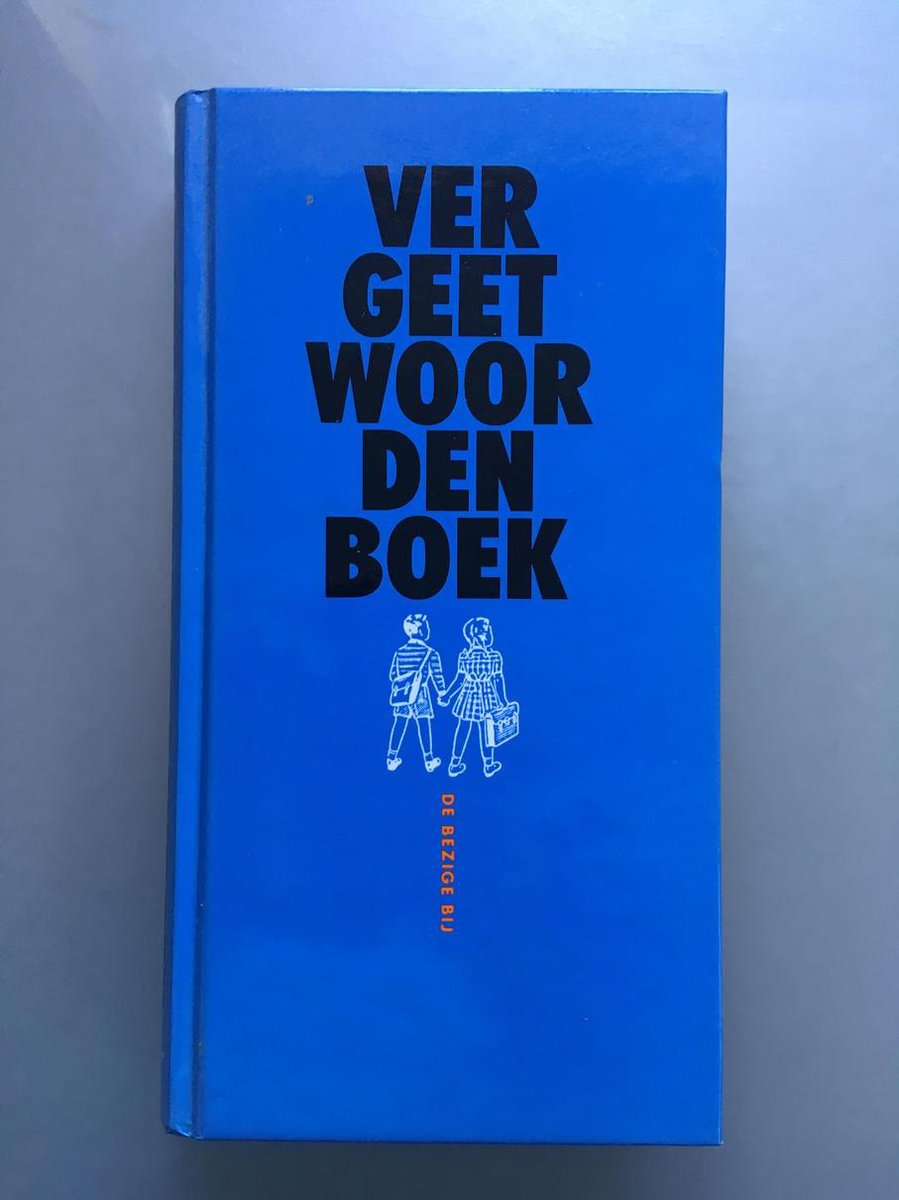 VER
GEET
WOOR
DEN
BOEK
DE BEZIGE BIJ